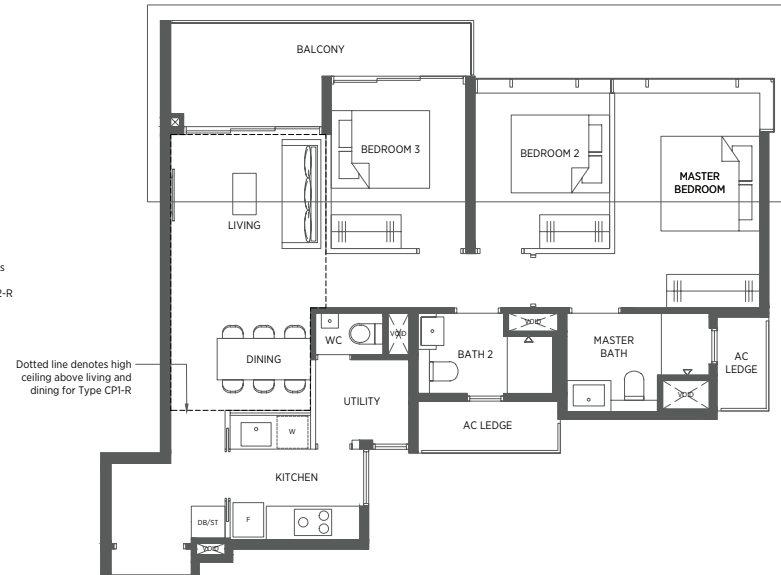 BALCONY
BEDROOM 3
BEDROOM 2
MASTER
BEDROOM
LIVING
s
2-R
WC
VOID
VOID
DINING
BATH 2
MASTER
BATH
AC
LEDGE
Dotted line denotes high
ceiling above living and
dining for Type CP1-R
UTILITY
VOID
W
AC LEDGE
KITCHEN
DB/ST
F
VOID